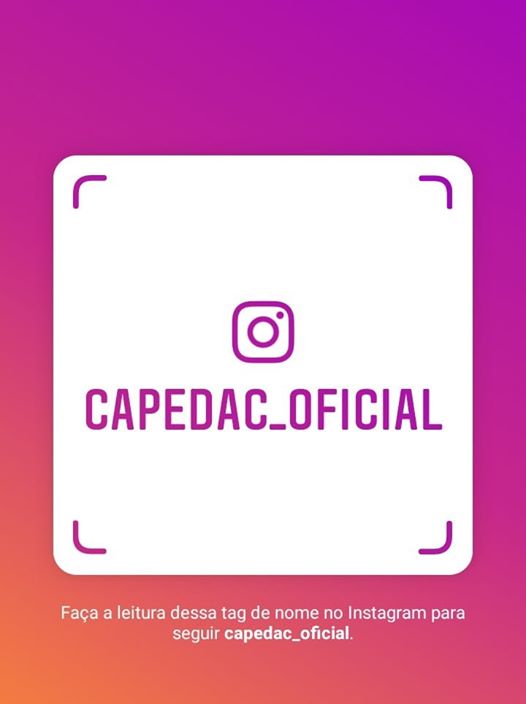 CAPEDAC_OFICIAL
Faça a leitura dessa tag de nome no Instagram para
seguir capedac_oficial.